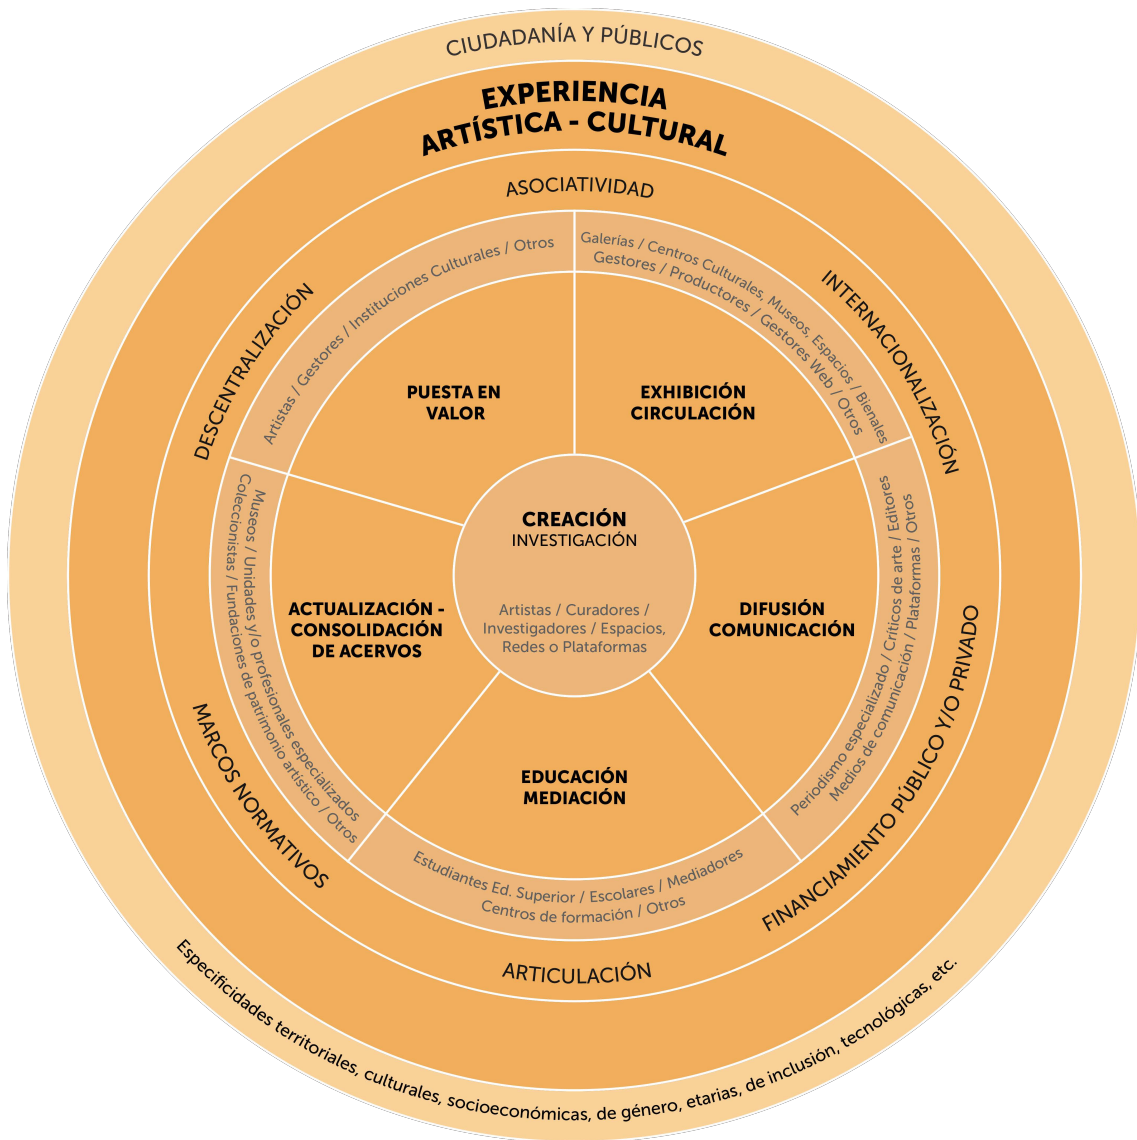 CIUDADANÍA Y PÚBLICOS
EXPERIENCIA
ARTÍSTICA - CULTURAL
ASOCIATIVIDAD
INTERNACIONALIZACIÓN
FINANCIAMIENTO PÚBLICO Y/O PRIVADO
ARTICULACIÓN
MARCOS NORMATIVOS
DESCENTRALIZACIÓN
Artistas / Gestores / Instituciones Culturales / Otros
Galerías / Centros Culturales, Museos, Espacios / Bienales
Gestores / Productores / Gestores Web / Otros
PUESTA EN
VALOR
EXHIBICIÓN
CIRCULACIÓN
CREACIÓN
INVESTIGACIÓN
Artistas / Curadores /
Investigadores / Espacios,
Redes o Plataformas
ACTUALIZACIÓN -
CONSOLIDACIÓN
DE ACERVOS
Museos / Unidades y/o profesionales especializados
Coleccionistas / Fundaciones de patrimonio artístico / Otros
DIFUSIÓN
COMUNICACIÓN
Periodismo especializado / Críticos de arte / Editores
Medios de comunicación / Plataformas / Otros
EDUCACIÓN
MEDIACIÓN
Estudiantes Ed. Superior / Escolares / Mediadores
Centros de formación / Otros
Especificidades territoriales, culturales, socioeconómicas, de género, etarias, de inclusión, tecnológicas, etc.